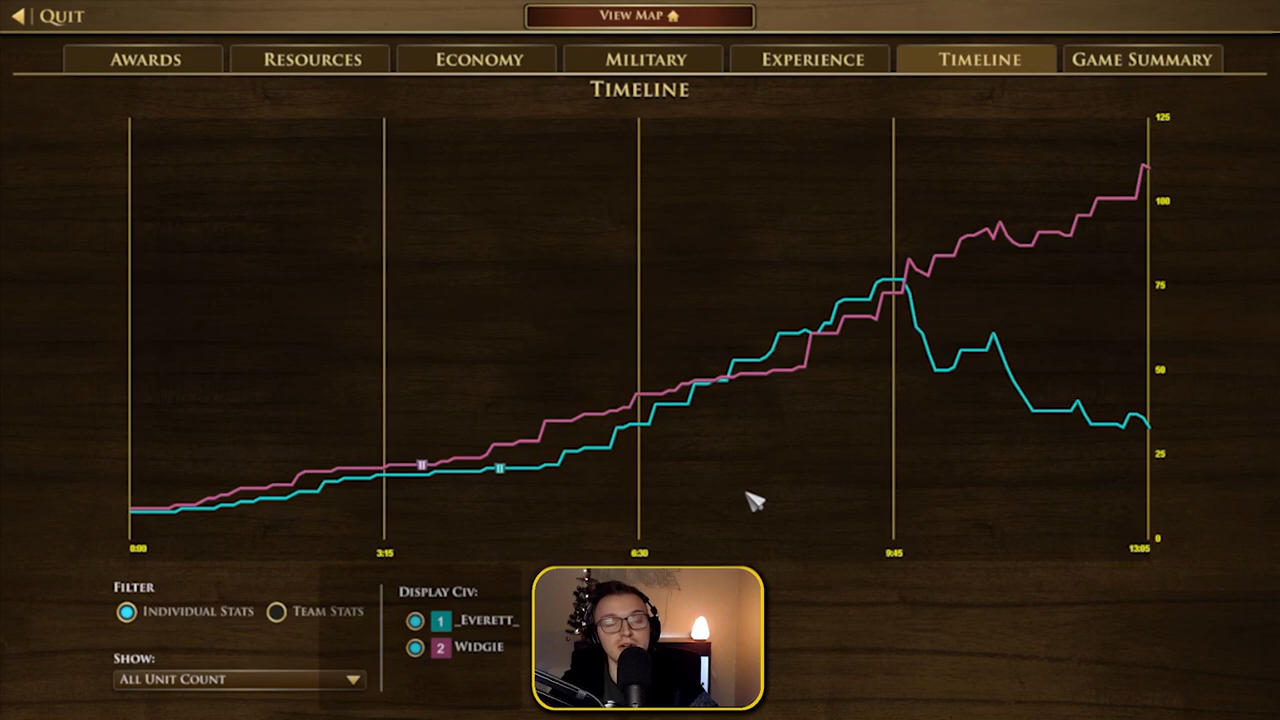 QUIT
VIEW MAP
AWARDS
RESOURCES
ECONOMY
MILITARY
EXPERIENCE
TIMELINE
GAME SUMMARY
TIMELINE
125
100
75
50
25
0
0:00
3:15
6:30
9:45
13:05
II
II
FILTER
INDIVIDUAL STATS
TEAM STATS
SHOW:
ALL UNIT COUNT
DISPLAY CIV:
1 _EVERETT_
2 WIDGIE